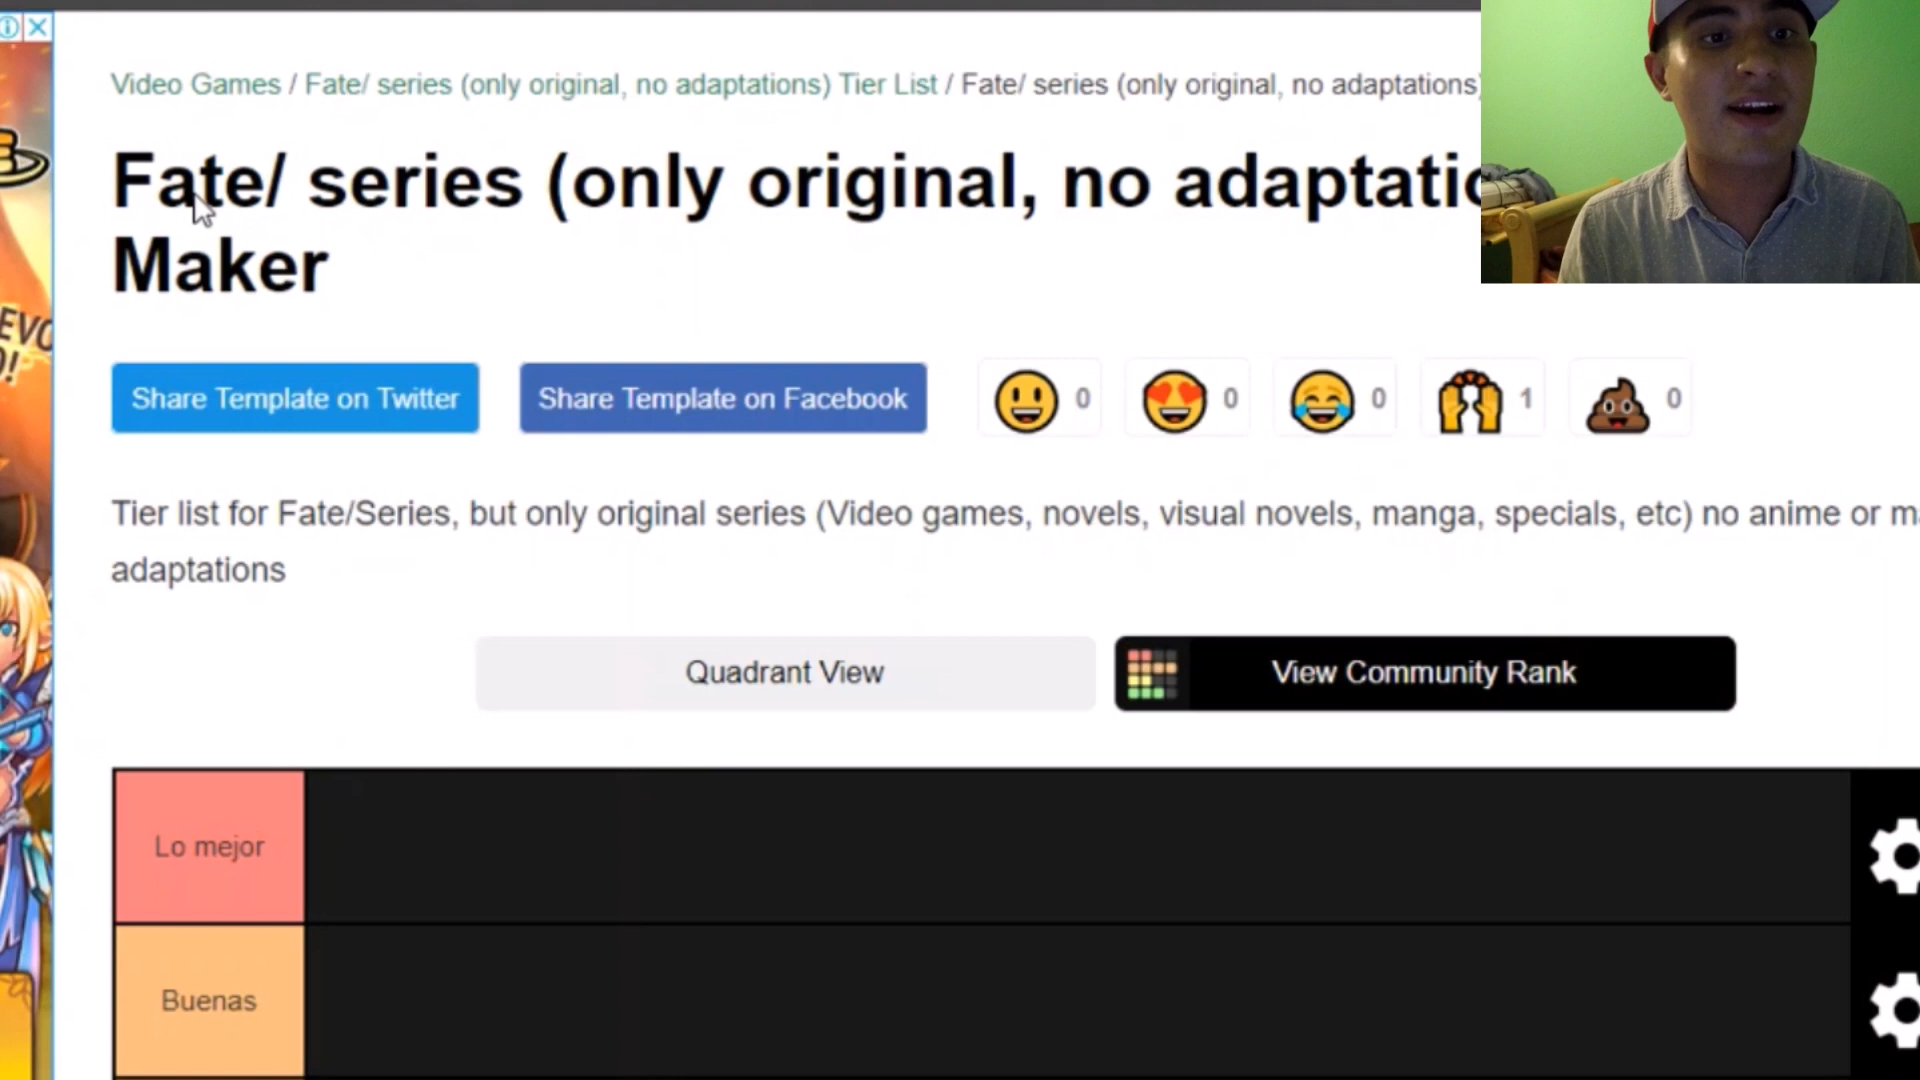 Video Games / Fate/ series (only original, no adaptations) Tier List / Fate/ series (only original, no adaptations)
Fate/ series (only original, no adaptatio
Maker
Share Template on Twitter
Share Template on Facebook
0
0
0
1
0
Tier list for Fate/Series, but only original series (Video games, novels, visual novels, manga, specials, etc) no anime or ma
adaptations
Quadrant View
View Community Rank
Lo mejor
Buenas